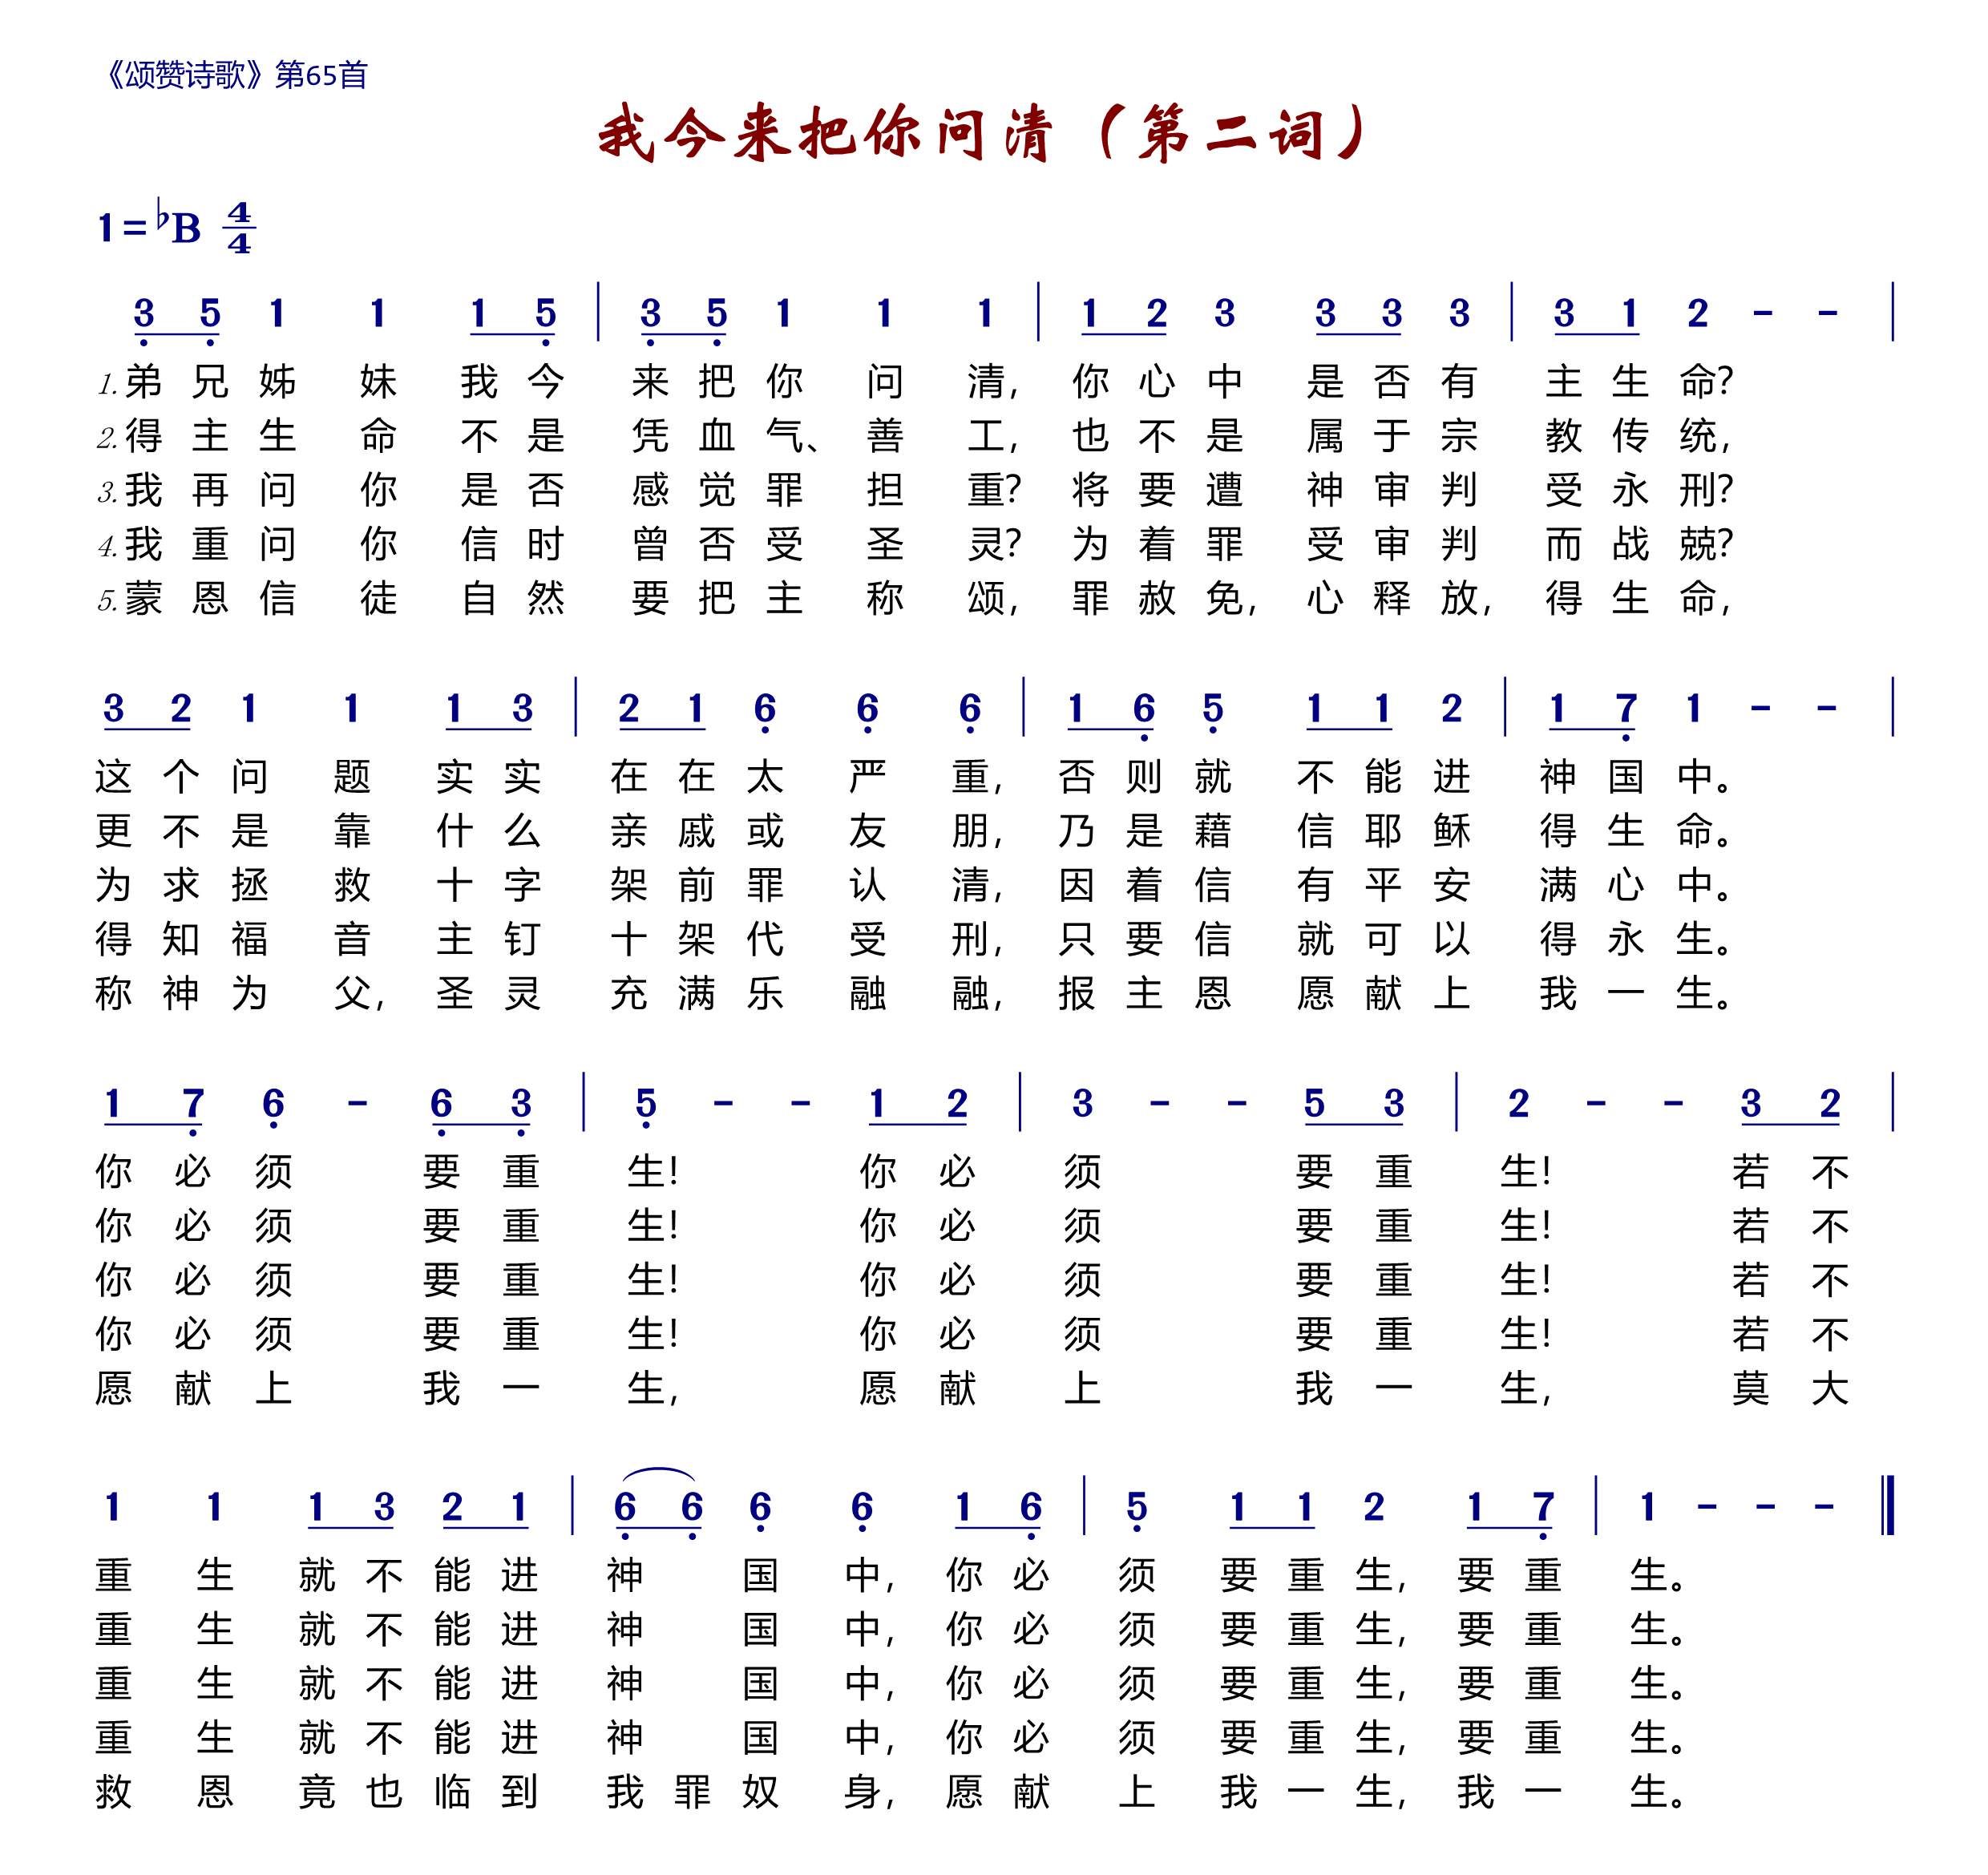 《颂赞诗歌》第65首
我今来把你问清（第二词）
1=♭B 4/4
3 5 1 1 1 5 | 3 5 1 1 1 | 1 2 3 3 3 3 | 3 1 2 - - |
1.弟兄姊妹我今来把你问清，你心中是否有主生命？
2.得主生命不是凭血气、善工，也不是属于宗教传统，
3.我再问你是否感觉罪担重？将要遭神审判受永刑？
4.我重问你信时曾否受圣灵？为着罪受审判而战兢？
5.蒙恩信徒自然要把主称颂，罪赦免，心释放，得生命，
3 2 1 1 1 3 | 2 1 6 6 6 | 1 6 5 1 1 2 | 1 7 1 - - |
这个问题实实在在太严重，否则就不能进神国中。
更不是靠什么亲戚或友朋，乃是藉信耶稣得生命。
为求拯救十字架前罪认清，因着信有平安满心中。
得知福音主钉十架代受刑，只要信就可以得永生。
称神为父，圣灵充满乐融融，报主恩愿献上我一生。
1 7 6 - 6 3 | 5 - - 1 2 | 3 - - 5 3 | 2 - - 3 2 |
你必须要重生！你必须要重生！若不
你必须要重生！你必须要重生！若不
你必须要重生！你必须要重生！若不
你必须要重生！你必须要重生！若不
愿献上我一生，愿献上我一生，莫大
1 1 1 3 2 1 | 6 6 6 6 1 6 | 5 1 1 2 1 7 | 1 - - - ‖
重生就不能进神国中，你必须要重生，要重生。
重生就不能进神国中，你必须要重生，要重生。
重生就不能进神国中，你必须要重生，要重生。
重生就不能进神国中，你必须要重生，要重生。
救恩竟也临到我罪奴身，愿献上我一生，我一生。